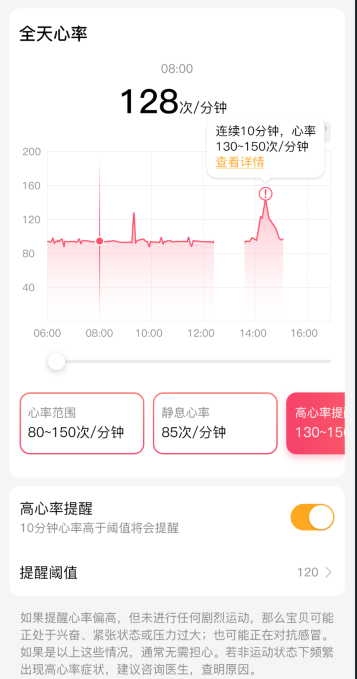 全天心率
08:00
128次/分钟
连续10分钟，心率
130~150次/分钟
查看详情
200
160
120
80
40
06:00 08:00 10:00 12:00 14:00 16:00
心率范围
80~150次/分钟
静息心率
85次/分钟
高心率提
130~15
高心率提醒
10分钟心率高于阈值将会提醒
提醒阈值
120
如果提醒心率偏高，但未进行任何剧烈运动，那么宝贝可能
正处于兴奋、紧张状态或压力过大；也可能正在对抗感冒。
如果是以上这些情况，通常无需担心。若非运动状态下频繁
出现高心率症状，建议咨询医生，查明原因。